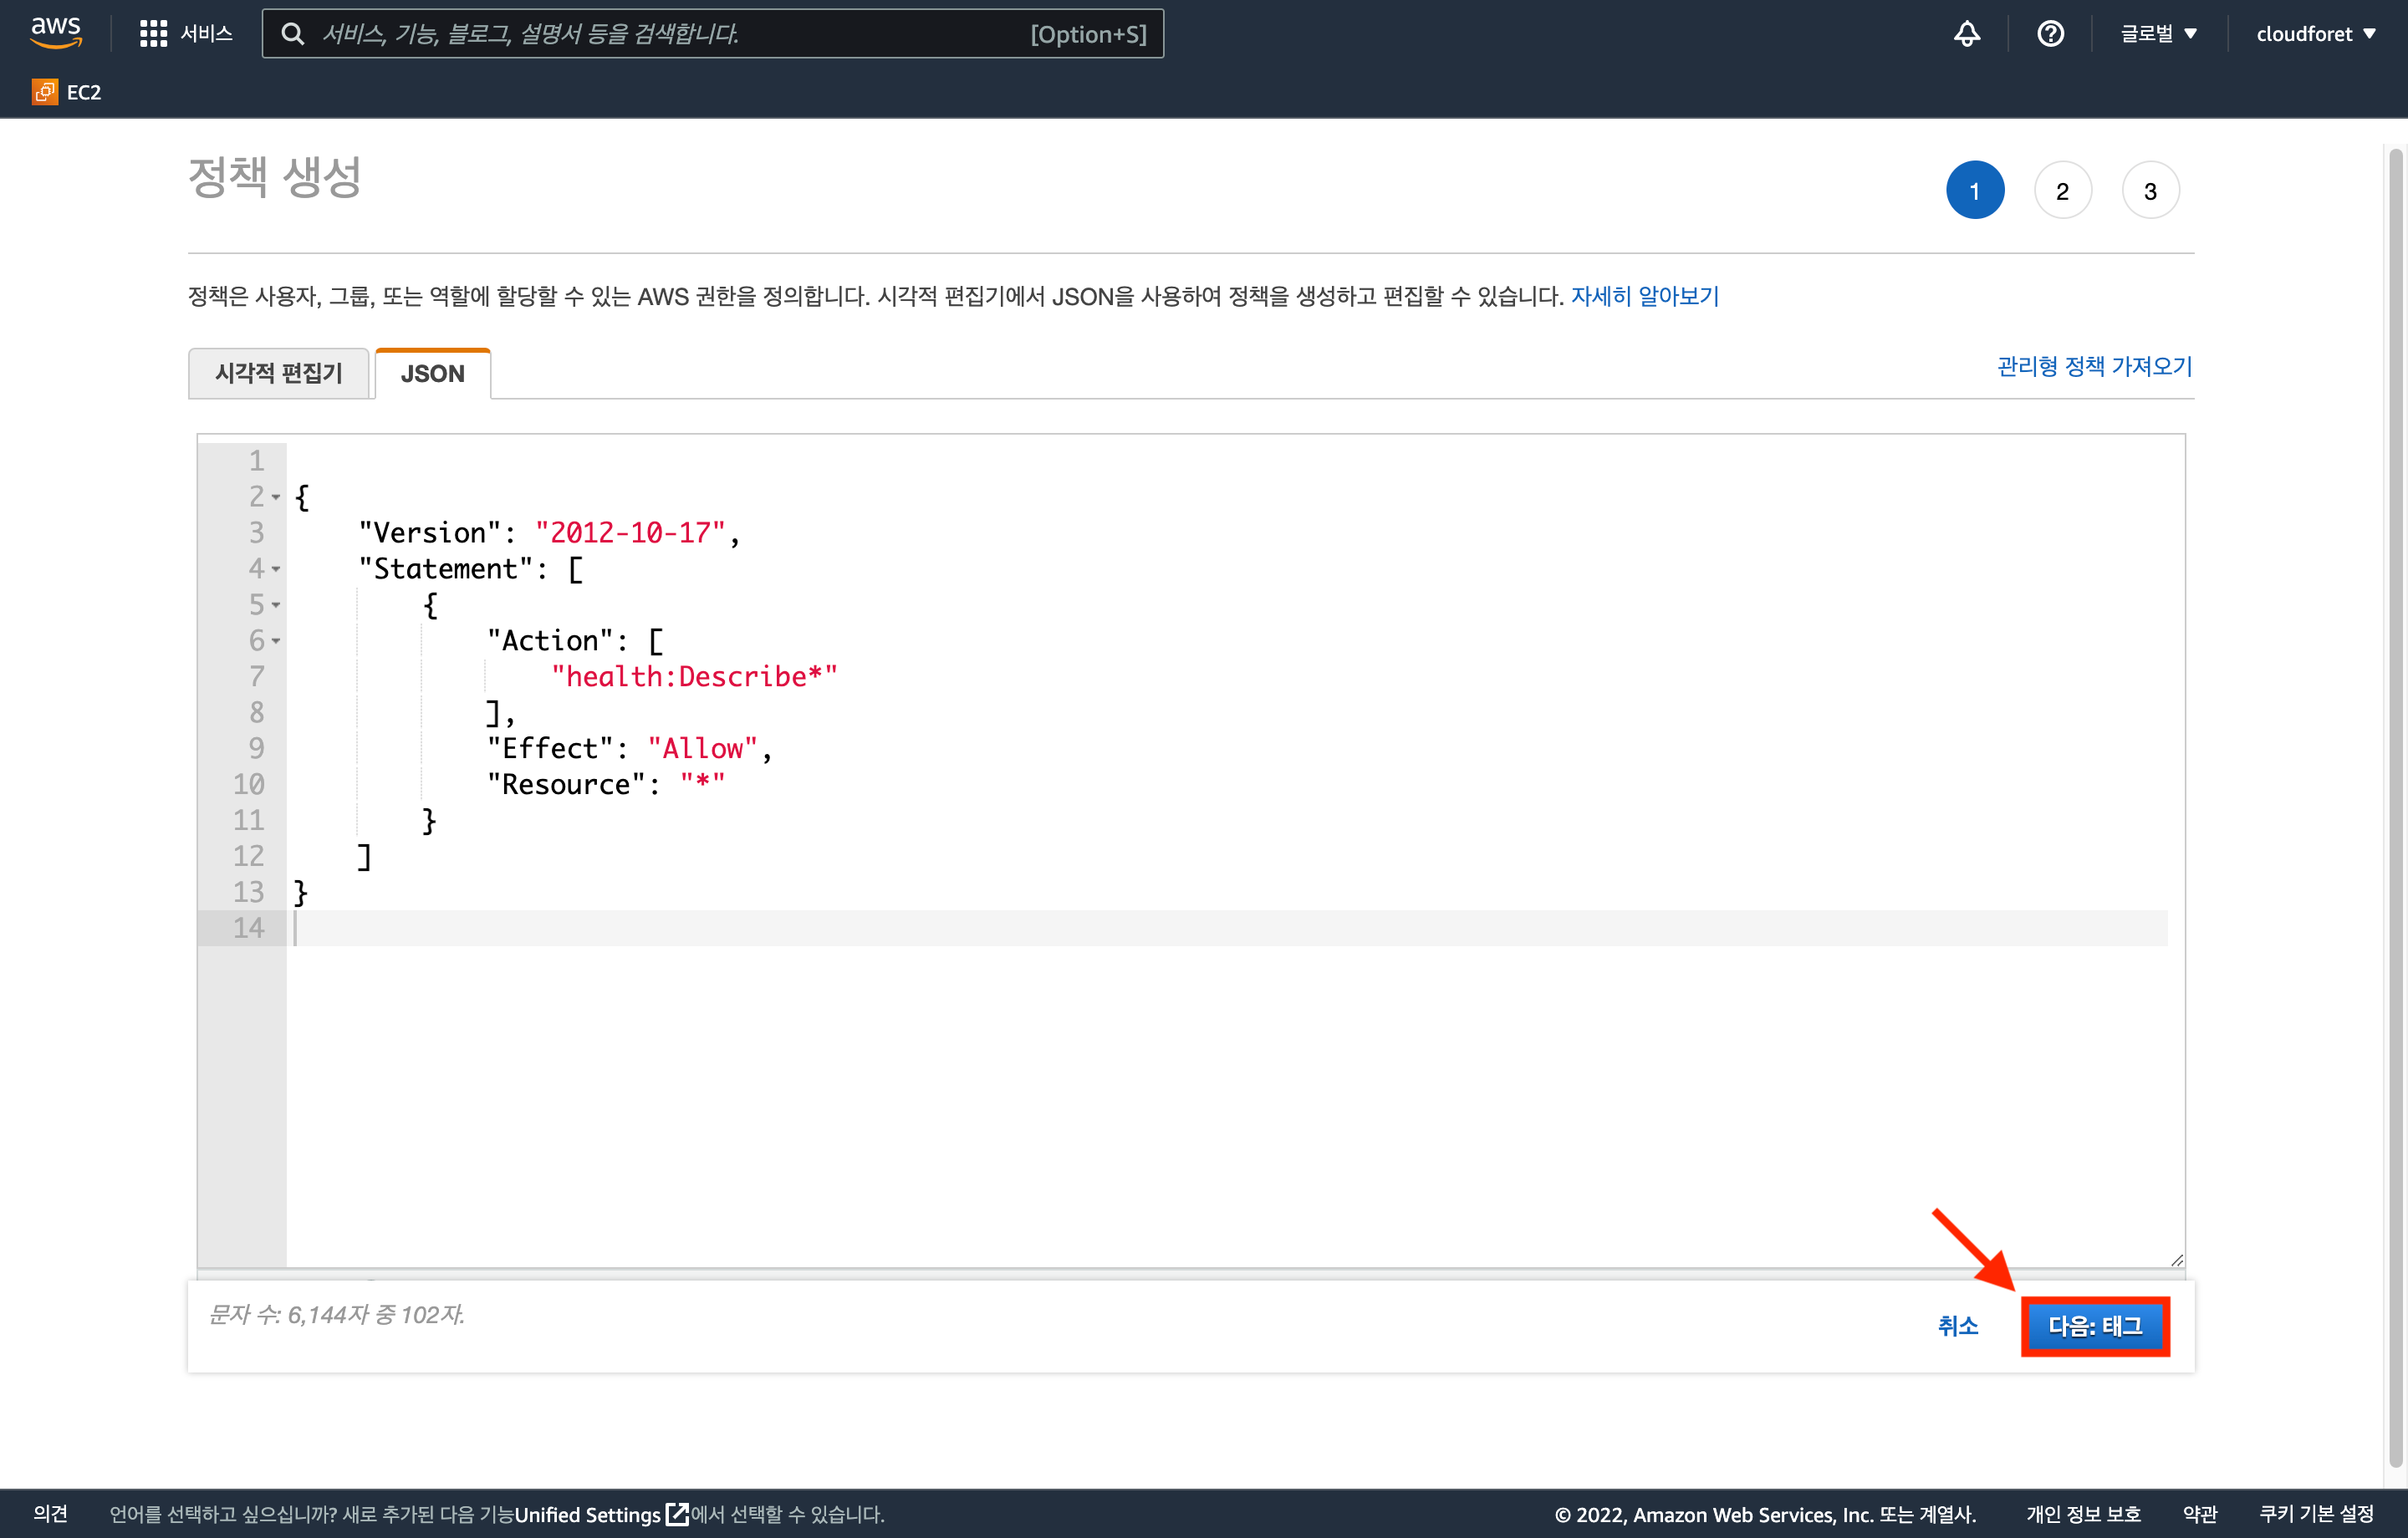 aws 서비스 서비스, 기능, 블로그, 설명서 등을 검색합니다. [Option+S] 글로벌 ▼ cloudforet ▼
EC2
정책 생성
1 2 3
정책은 사용자, 그룹, 또는 역할에 할당할 수 있는 AWS 권한을 정의합니다. 시각적 편집기에서 JSON을 사용하여 정책을 생성하고 편집할 수 있습니다. 자세히 알아보기
시각적 편집기 JSON 관리형 정책 가져오기
1
2 {
3 "Version": "2012-10-17",
4 "Statement": [
5 {
6 "Action": [
7 "health:Describe*"
8 ],
9 "Effect": "Allow",
10 "Resource": "*"
11 }
12 ]
13 }
14
문자 수: 6,144자 중 102자. 취소 다음: 태그
의견 언어를 선택하고 싶으십니까? 새로 추가된 다음 기능Unified Settings에서 선택할 수 있습니다. © 2022, Amazon Web Services, Inc. 또는 계열사. 개인 정보 보호 약관 쿠키 기본 설정